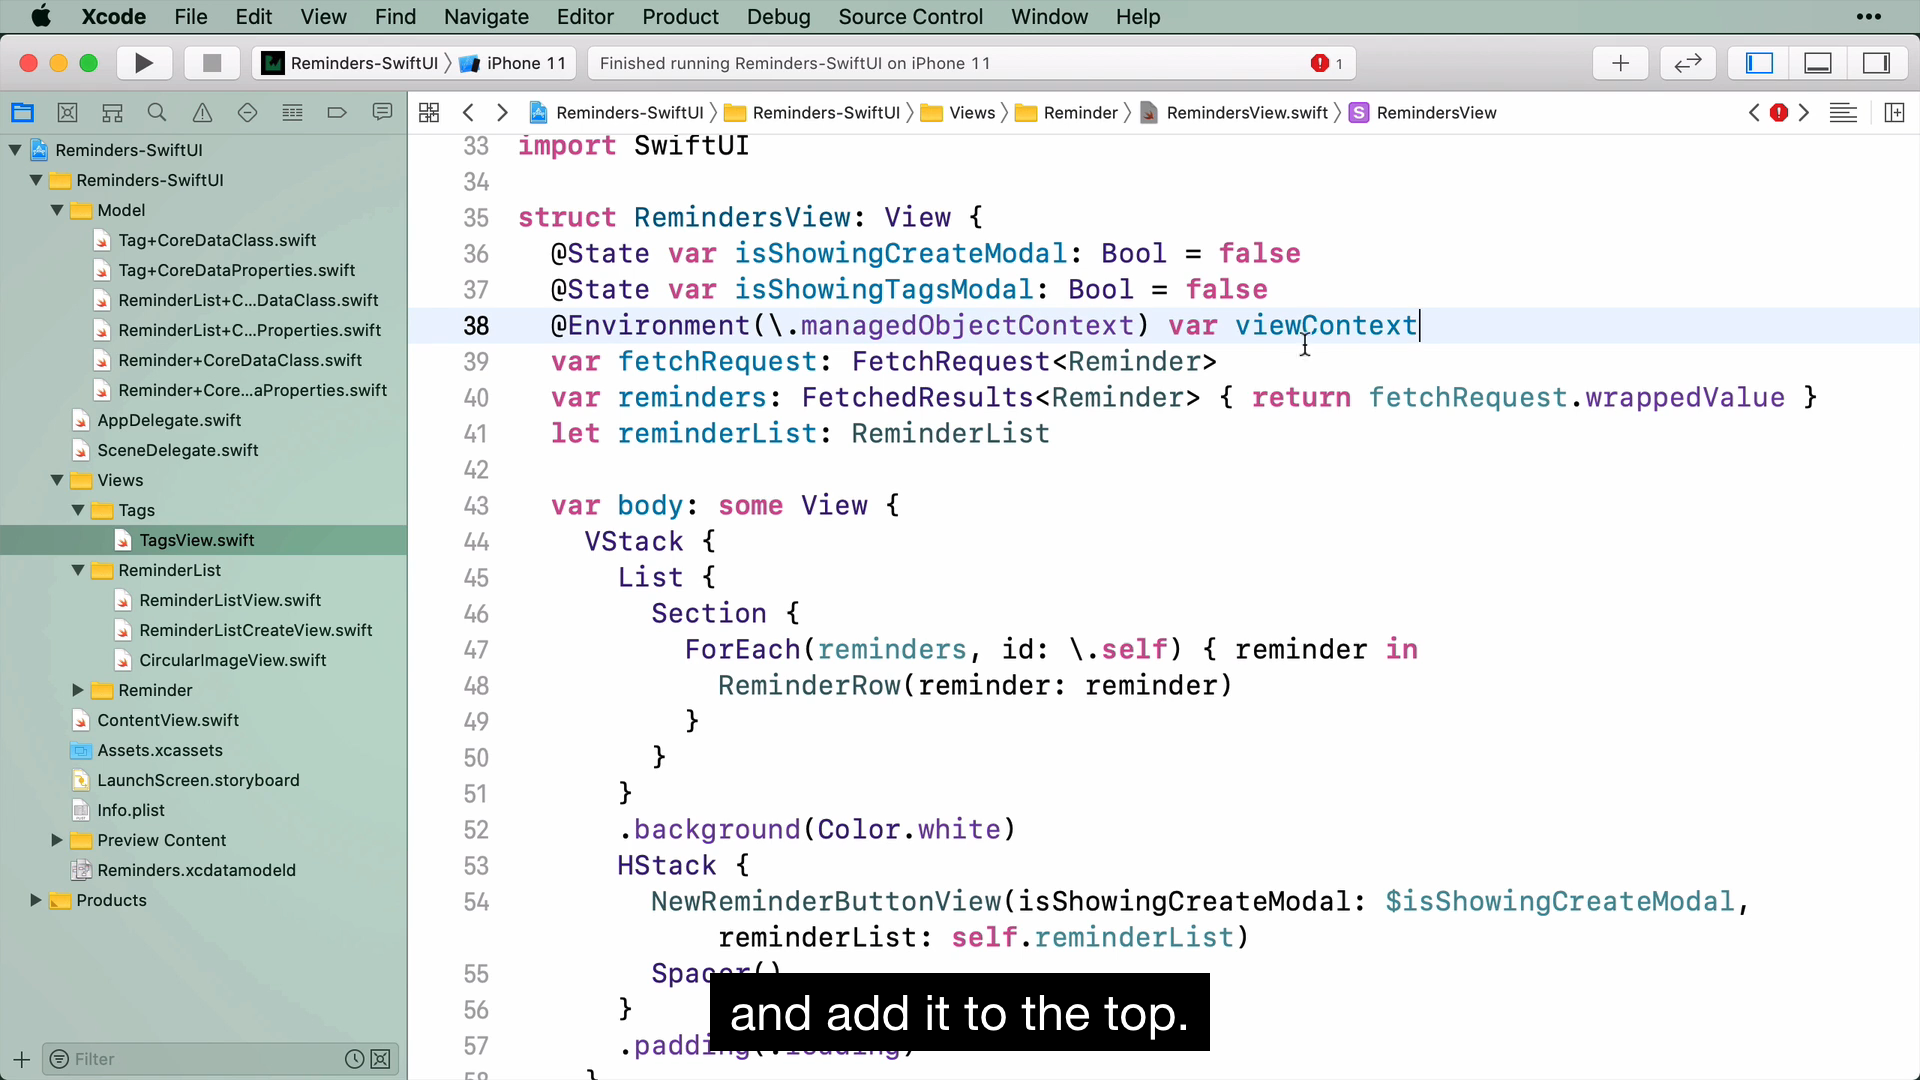 Xcode File Edit View Find Navigate Editor Product Debug Source Control Window Help •••
Reminders-SwiftUI iPhone 11 Finished running Reminders-SwiftUI on iPhone 11 1
Reminders-SwiftUI Reminders-SwiftUI Views Reminder RemindersView.swift S RemindersView
Reminders-SwiftUI
Reminders-SwiftUI
Model
Tag+CoreDataClass.swift
Tag+CoreDataProperties.swift
ReminderList+C...DataClass.swift
ReminderList+C...Properties.swift
Reminder+CoreDataClass.swift
Reminder+Core...aProperties.swift
AppDelegate.swift
SceneDelegate.swift
Views
Tags
TagsView.swift
ReminderList
ReminderListView.swift
ReminderListCreateView.swift
CircularImageView.swift
Reminder
ContentView.swift
Assets.xcassets
LaunchScreen.storyboard
Info.plist
Preview Content
Reminders.xcdatamodeld
Products
Filter
33 import SwiftUI
34
35 struct RemindersView: View {
36 @State var isShowingCreateModal: Bool = false
37 @State var isShowingTagsModal: Bool = false
38 @Environment(\.managedObjectContext) var viewContext
39 var fetchRequest: FetchRequest<Reminder>
40 var reminders: FetchedResults<Reminder> { return fetchRequest.wrappedValue }
41 let reminderList: ReminderList
42
43 var body: some View {
44 VStack {
45 List {
46 Section {
47 ForEach(reminders, id: \.self) { reminder in
48 ReminderRow(reminder: reminder)
49 }
50 }
51 }
52 .background(Color.white)
53 HStack {
54 NewReminderButtonView(isShowingCreateModal: $isShowingCreateModal,
reminderList: self.reminderList)
55 Spacer()
56 }
57
and add it to the top.